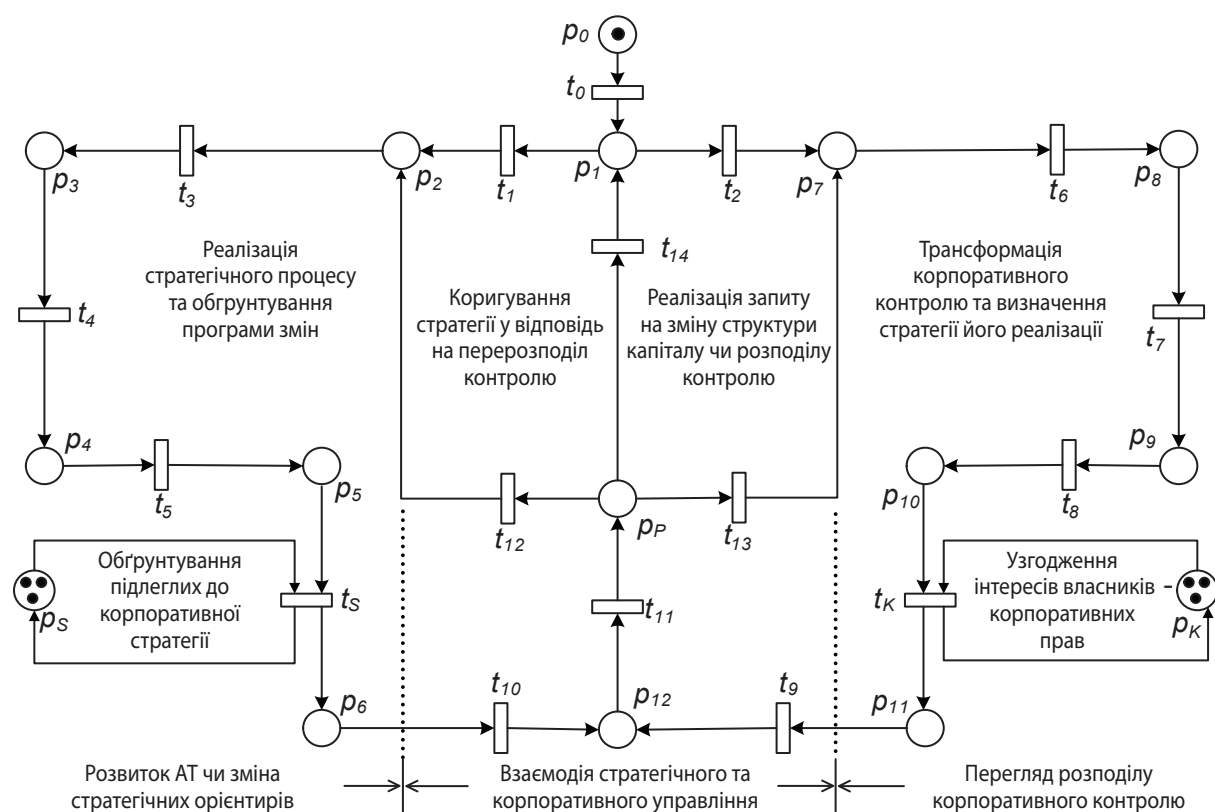 p0
t0
p3
t3
p2
t1
p1
t2
p7
t6
p8
Реалізація
стратегічного процесу
та обгрунтування
програми змін
t14
Коригування
стратегії у відповідь
на перерозподіл
контролю
Реалізація запиту
на зміну структури
капіталу чи розподілу
контролю
Трансформація
корпоративного
контролю та визначення
стратегії його реалізації
t4
t7
p4
t5
p5
t12
pP
t13
p10
t8
p9
Обґрунтування
підлеглих до
корпоративної
стратегії
pS
tS
t11
tK
Узгодження
інтересів власників -
корпоративних
прав
pK
p6
t10
p12
t9
p11
Розвиток АТ чи зміна
стратегічних орієнтирів
Взаємодія стратегічного та
корпоративного управління
Перегляд розподілу
корпоративного контролю